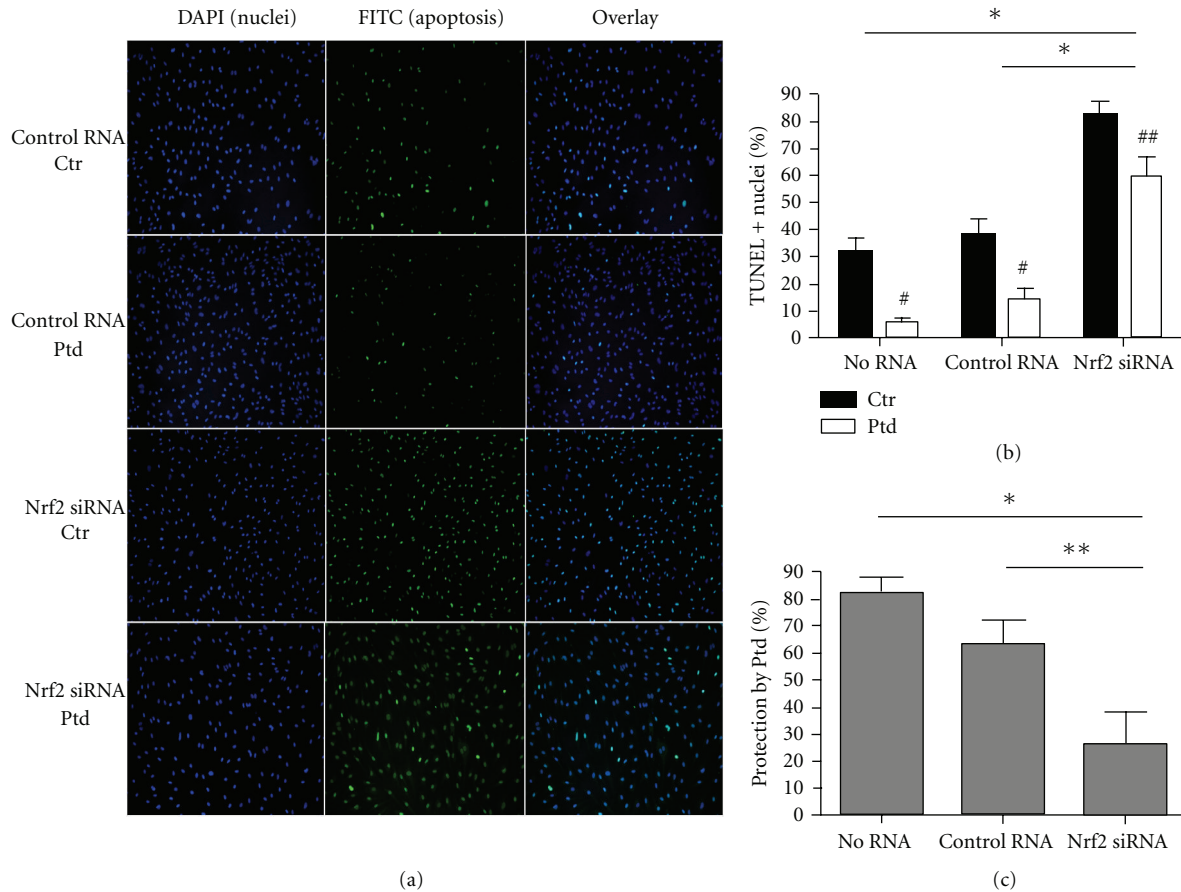 DAPI (nuclei) FITC (apoptosis) Overlay
Control RNA
Ctr
Control RNA
Ptd
Nrf2 siRNA
Ctr
Nrf2 siRNA
Ptd
(a)
*
*
TUNEL + nuclei (%)
90
80
70
60
50
40
30
20
10
0
#
#
##
No RNA Control RNA Nrf2 siRNA
Ctr
Ptd
(b)
*
**
Protection by Ptd (%)
90
80
70
60
50
40
30
20
10
0
No RNA Control RNA Nrf2 siRNA
(c)